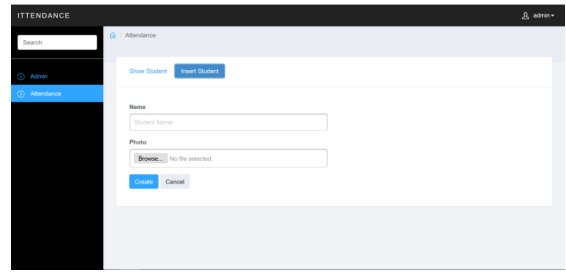 ITTENDANCE
admin
Search
/ Attendance
Admin
Attendance
Show Student Insert Student
Name
Student Name
Photo
Browse... No file selected.
Create Cancel